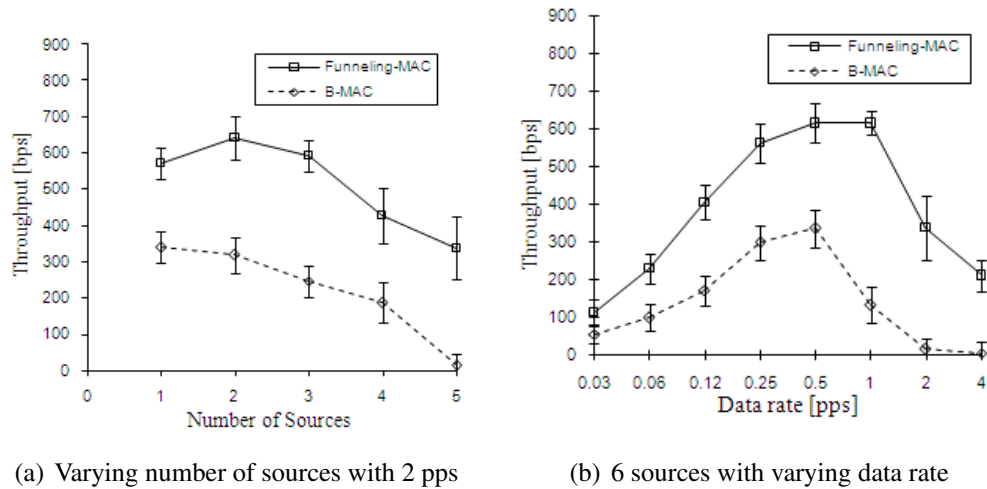 900
800
700
600
500
400
300
200
100
0
Throughput [bps]
Funneling-MAC
B-MAC
0 1 2 3 4 5
Number of Sources
(a) Varying number of sources with 2 pps
900
800
700
600
500
400
300
200
100
0
Throughput [bps]
Funneling-MAC
B-MAC
0.03 0.06 0.12 0.25 0.5 1 2 4
Data rate [pps]
(b) 6 sources with varying data rate